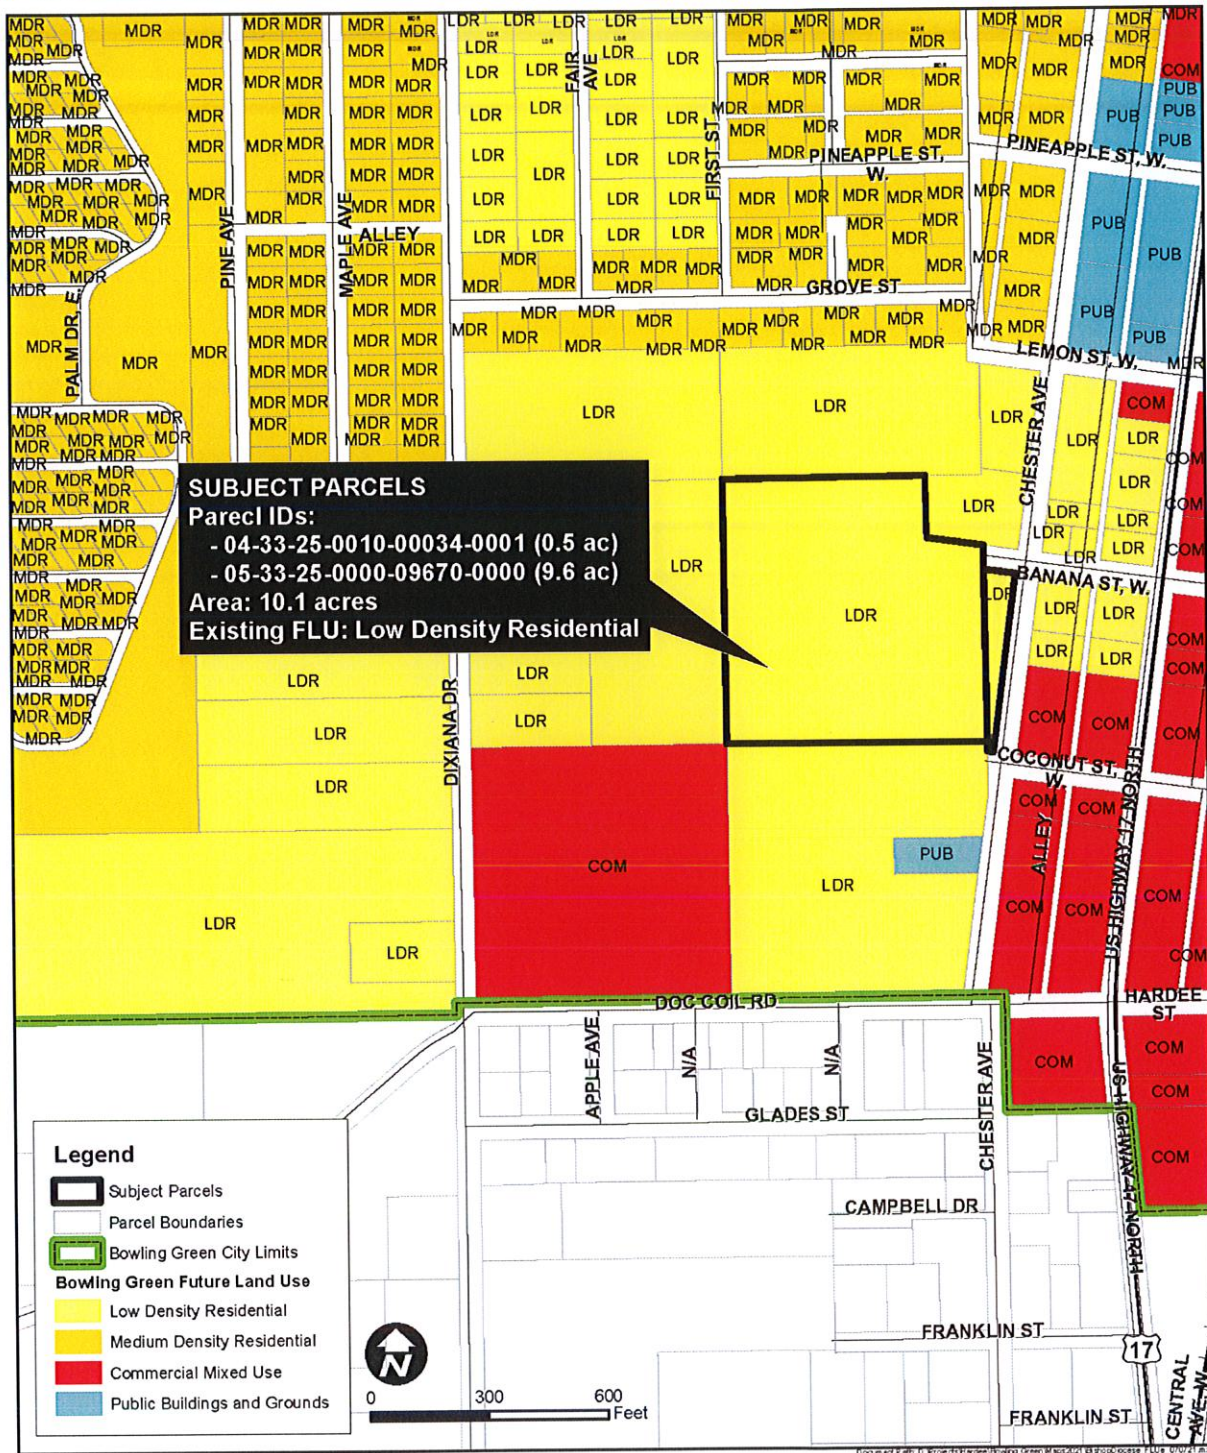 SUBJECT PARCELS
Parecl IDs:
- 04-33-25-0010-00034-0001 (0.5 ac)
- 05-33-25-0000-09670-0000 (9.6 ac)
Area: 10.1 acres
Existing FLU: Low Density Residential
PALM DR, E.
PINE AVE
MAPLE AVE
ALLEY
FAIR AVE
FIRST ST
PINEAPPLE ST, W.
PINEAPPLE ST, W.
GROVE ST
LEMON ST, W.
CHESTER AVE
BANANA ST, W.
COCONUT ST, W.
ALLEY
US HIGHWAY 17 NORTH
DIXIANA DR
MDR
LDR
COM
PUB
DOC COIL RD
HARDEE ST
APPLE AVE
N/A
N/A
CHESTER AVE
GLADES ST
CAMPBELL DR
US HIGHWAY 17 NORTH
FRANKLIN ST
17
CENTRAL AVE, W.
FRANKLIN ST
Legend
Subject Parcels
Parcel Boundaries
Bowling Green City Limits
Bowling Green Future Land Use
Low Density Residential
Medium Density Residential
Commercial Mixed Use
Public Buildings and Grounds
N
0 300 600
Feet